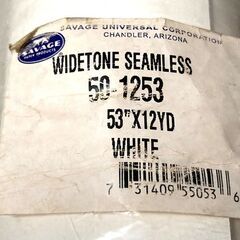 SAVAGE UNIVERSAL CORPORATION
CHANDLER, ARIZONA
SAVAGE
WIDETONE SEAMLESS
50-1253
53"X12YD
WHITE
7 31409 55053 6